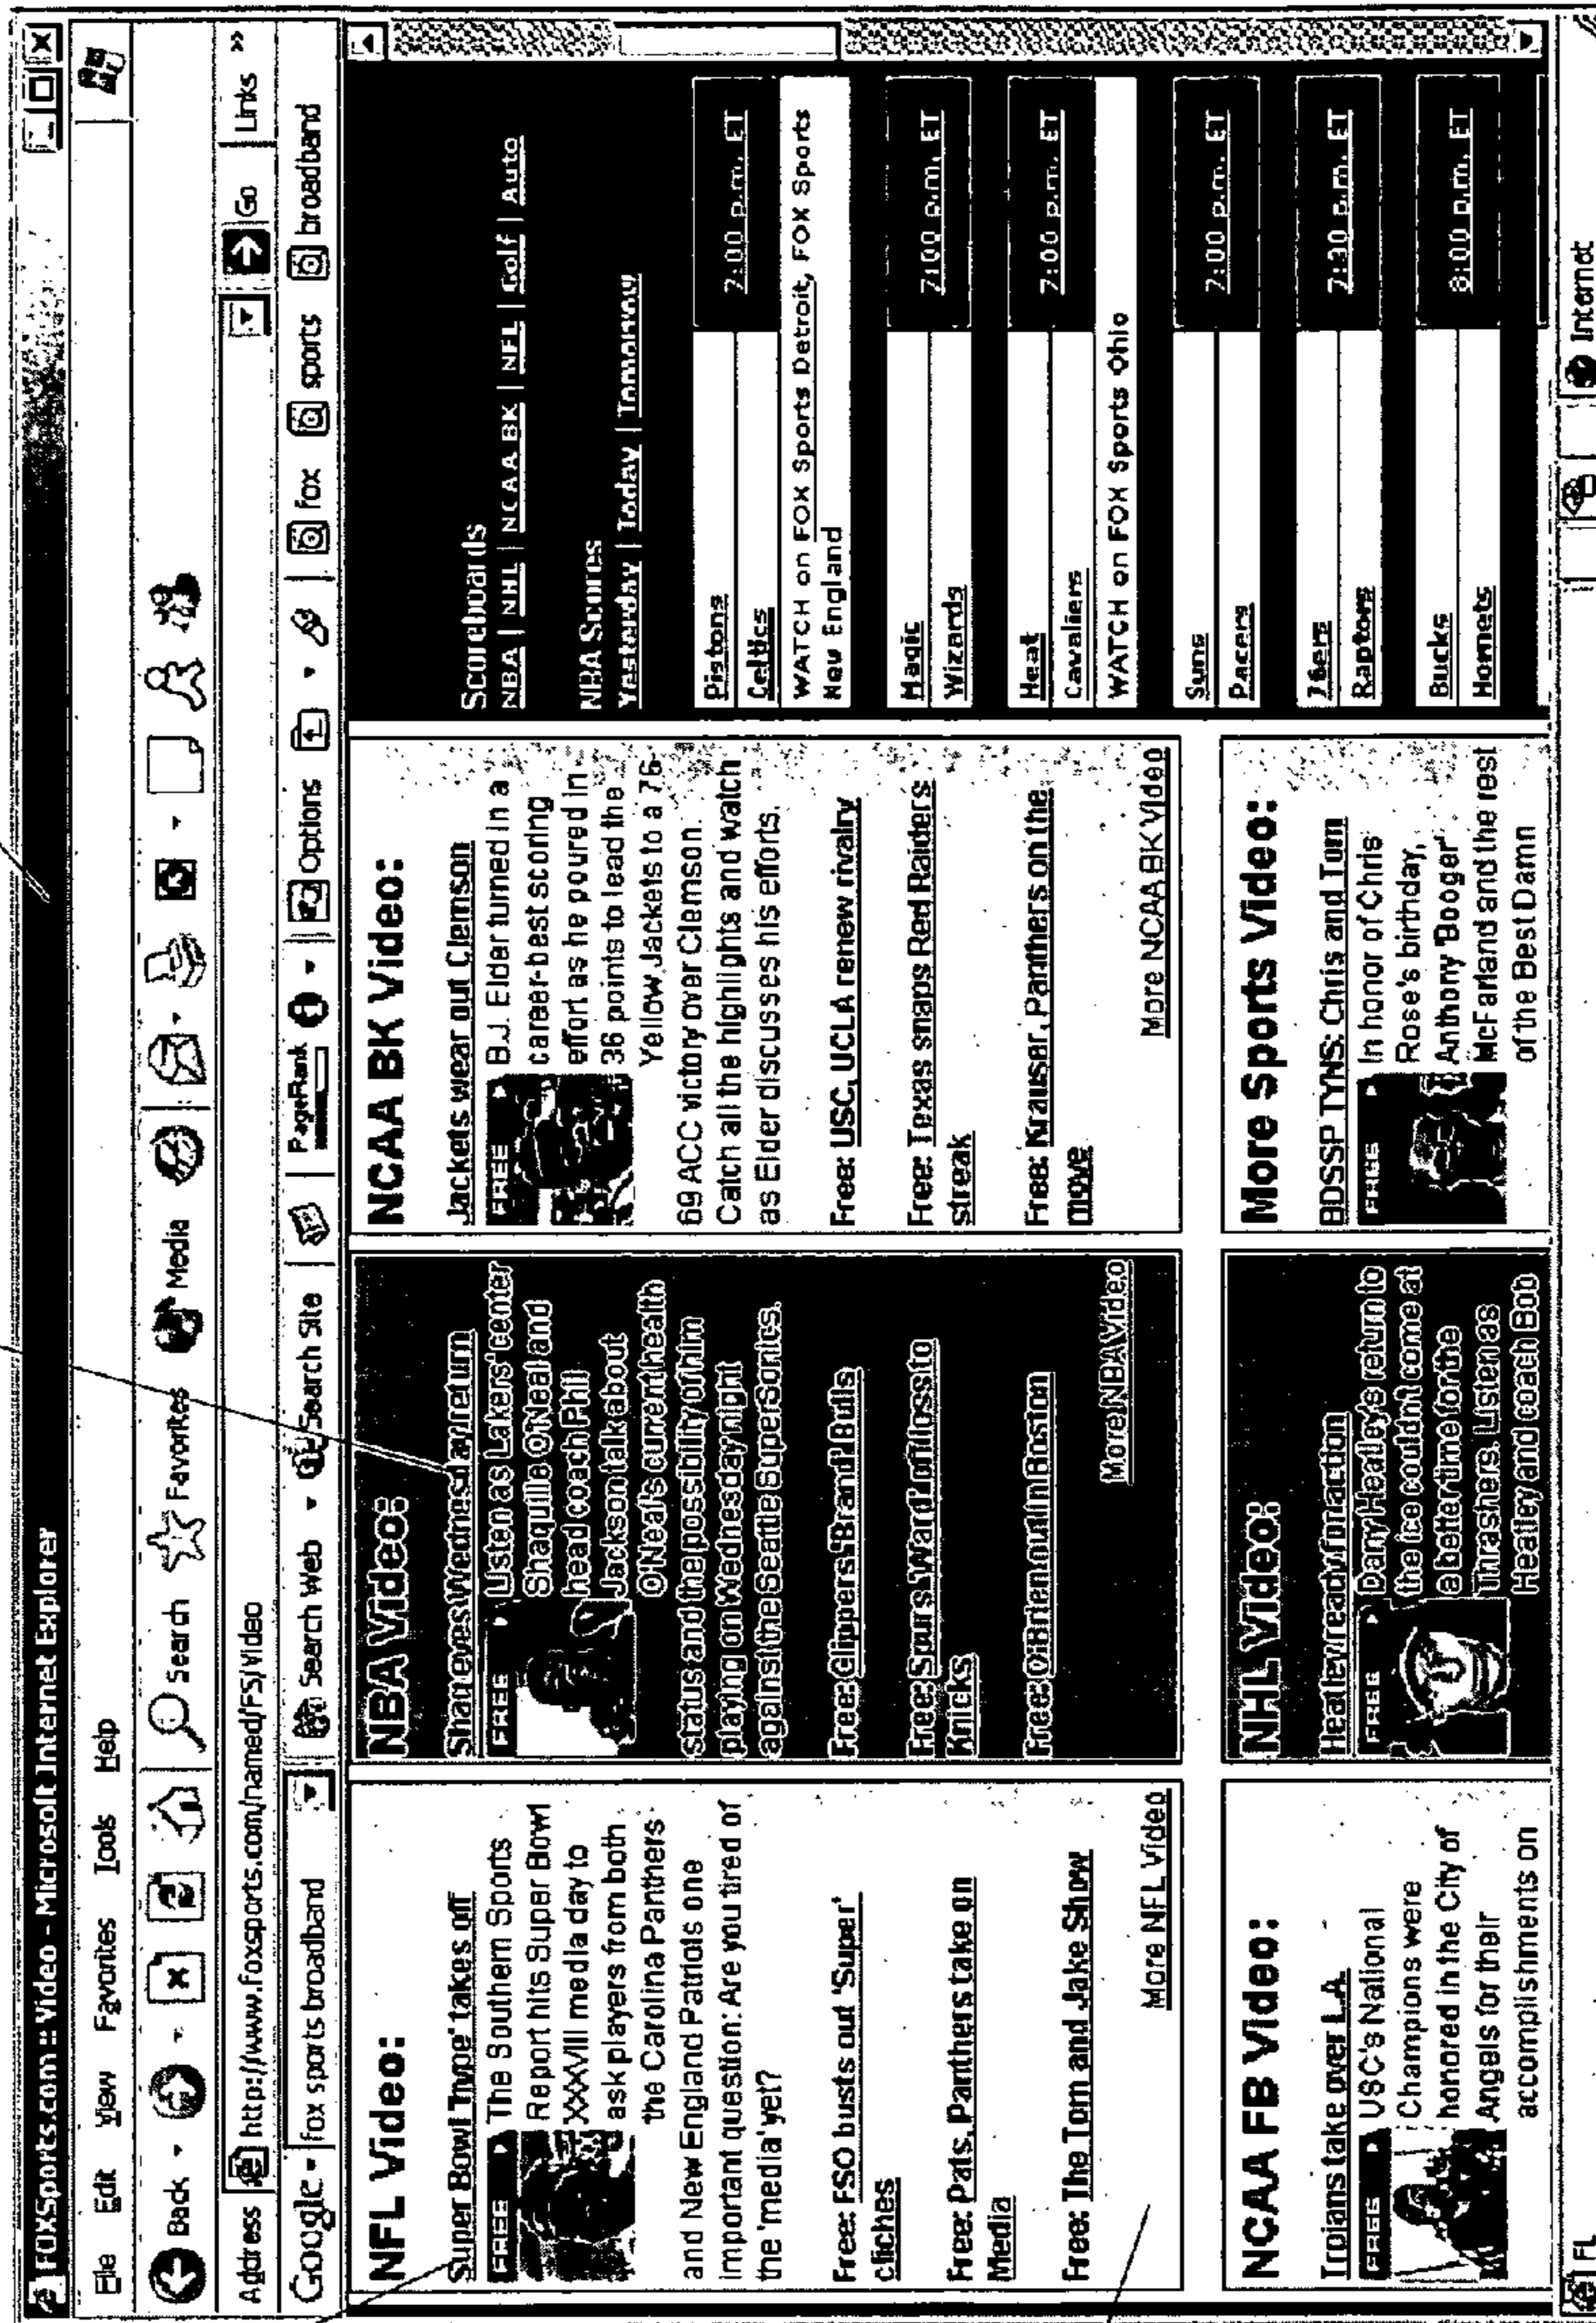 FOXSports.com :: Video - Microsoft Internet Explorer
File Edit View Favorites Tools Help
Back Search Favorites Media
Address http://www.foxsports.com/named/FS/video Go Links »
Google fox sports broadband Search Web Search Site PageRank Options fox sports broadband
NFL Video:
Super Bowl 'hype' takes off
FREE
The Southern Sports
Report hits Super Bowl
XXXVIII media day to
ask players from both
the Carolina Panthers
and New England Patriots one
important question: Are you tired of
the 'media' yet?
Free: FSO busts out 'Super'
cliches
Free: Pats, Panthers take on
Media
Free: The Tom and Jake Show
More NFL Video
NBA Video:
Shaq eyes Wednesday return
FREE
Listen as Lakers' center
Shaquille O'Neal and
head coach Phil
Jackson talk about
O'Neal's current health
status and the possibility of him
playing on Wednesday night
against the Seattle SuperSonics.
Free: Clippers 'Brand' Bulls
Free: Spurs 'Ward' off loss to
Knicks
Free: O'Brien out in Boston
More NBA Video
NCAA BK Video:
Jackets wear out Clemson
FREE
B.J. Elder turned in a
career-best scoring
effort as he poured in
36 points to lead the
Yellow Jackets to a 76-
69 ACC victory over Clemson.
Catch all the highlights and watch
as Elder discusses his efforts.
Free: USC, UCLA renew rivalry
Free: Texas snaps Red Raiders
streak
Free: Krauser, Panthers on the
move
More NCAA BK Video
Scoreboards
NBA | NHL | NCAA BK | NFL | Golf | Auto
NBA Scores
Yesterday | Today | Tomorrow
Pistons 7:00 p.m. ET
Celtics
WATCH on FOX Sports Detroit, FOX Sports
New England
Magic 7:00 p.m. ET
Wizards
Heat 7:00 p.m. ET
Cavaliers
WATCH on FOX Sports Ohio
Suns 7:00 p.m. ET
Pacers
76ers 7:30 p.m. ET
Raptors
Bucks 8:00 p.m. ET
Hornets
NCAA FB Video:
Trojans take over L.A.
FREE
USC's National
Champions were
honored in the City of
Angels for their
accomplishments on
NHL Video:
Heatley ready for action
FREE
Dany Heatley's return to
the ice couldn't come at
a better time for the
Thrashers. Listen as
Heatley and coach Bob
More Sports Video:
BDSSP TYNS: Chris and Tom
FREE
In honor of Chris
Rose's birthday,
Anthony 'Booger'
McFarland and the rest
of the Best Damn
FL Internet